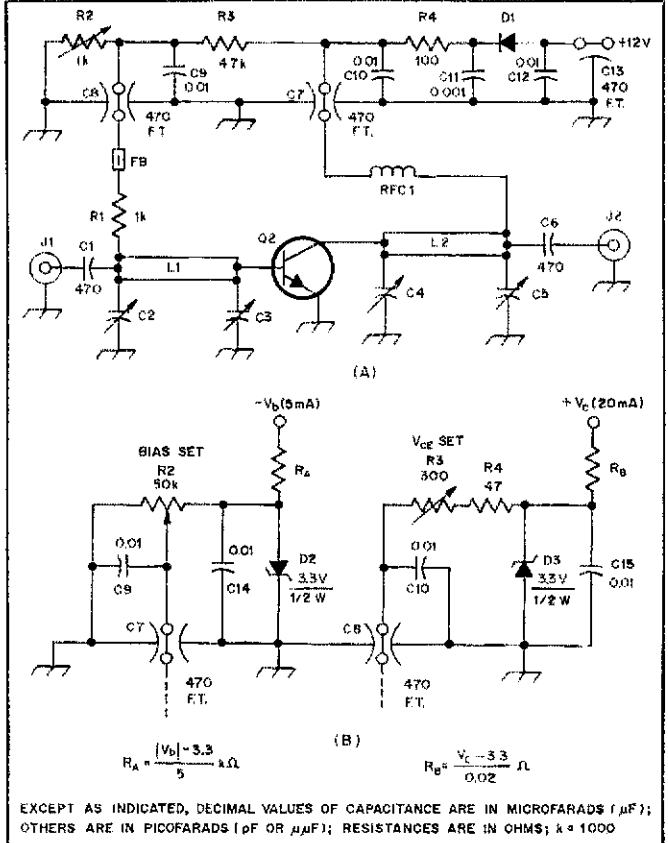 R2
1k
R3
47k
R4
100
D1
+12V
C9
0.01
0.01
C10
C11
0.001
0.01
C12
C13
470
F.T.
C8
470
F.T.
C7
470
F.T.
FB
RFC1
R1
1k
J1
C1
470
L1
Q2
L2
C6
470
J2
C2
C3
C4
C5
(A)
−Vb(5mA)
+Vc(20mA)
BIAS SET
R2
50k
RA
VCE SET
R3
300
R4
47
RB
0.01
C9
0.01
C14
D2
3.3V
1/2 W
0.01
C10
D3
3.3V
1/2 W
C15
0.01
C7
470
F.T.
C8
470
F.T.
(B)
RA = |Vb| − 3.3 / 5 kΩ
RB = Vc − 3.3 / 0.02 Ω
EXCEPT AS INDICATED, DECIMAL VALUES OF CAPACITANCE ARE IN MICROFARADS (µF);
OTHERS ARE IN PICOFARADS (pF OR µµF); RESISTANCES ARE IN OHMS; k = 1000